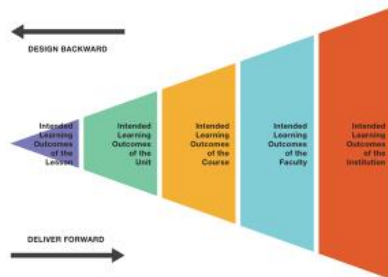 DESIGN BACKWARD
Intended
Learning
Outcomes
of the
Lesson
Intended
Learning
Outcomes
of the
Unit
Intended
Learning
Outcomes
of the
Course
Intended
Learning
Outcomes
of the
Faculty
Intended
Learning
Outcomes
of the
Institution
DELIVER FORWARD